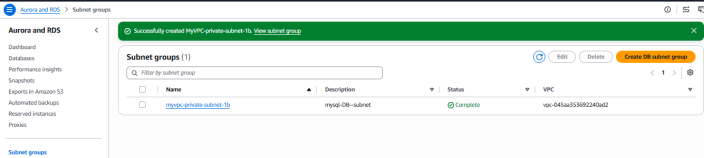 Aurora and RDS > Subnet groups
Aurora and RDS
Dashboard
Databases
Performance insights
Snapshots
Exports in Amazon S3
Automated backups
Reserved instances
Proxies
Subnet groups
Successfully created MyVPC-private-subnet-1b. View subnet group
Subnet groups (1)
Edit
Delete
Create DB subnet group
Filter by subnet group
1
Name Description Status VPC
myvpc-private-subnet-1b mysql-DB--subnet Complete vpc-045aa353692240ad2